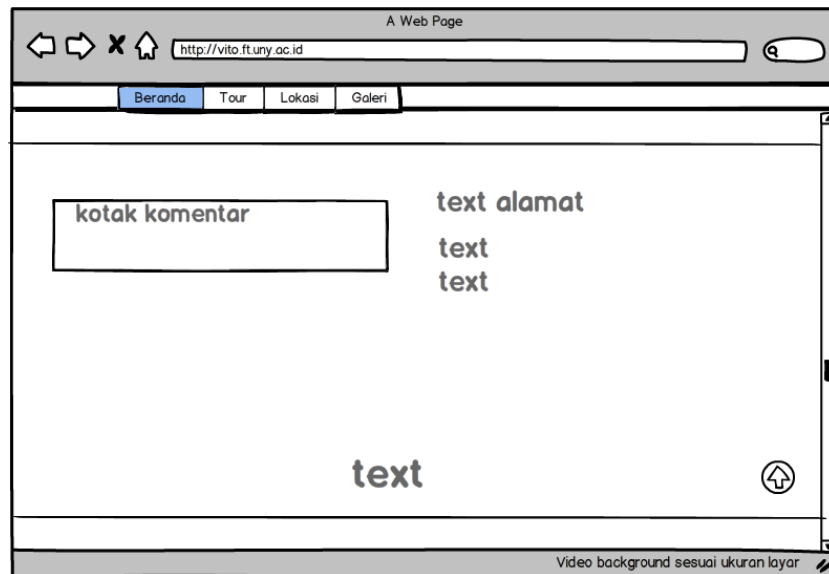 A Web Page
http://vito.ft.uny.ac.id
Beranda Tour Lokasi Galeri
kotak komentar
text alamat
text
text
text
Video background sesuai ukuran layar